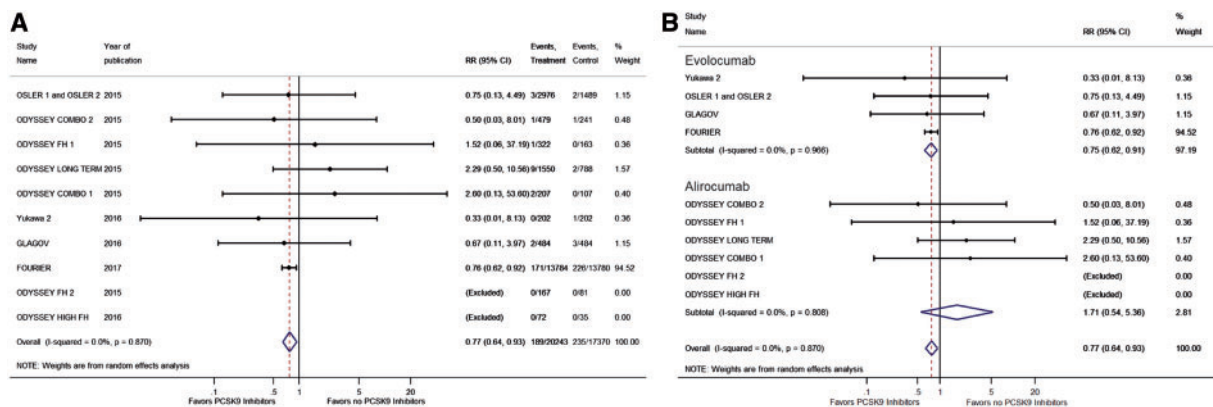 A
Study Year of % 
Name publication RR (95% CI) Events, Treatment Events, Control Weight
OSLER 1 and OSLER 2 2015 0.75 (0.13, 4.49) 3/2976 2/1489 1.15
ODYSSEY COMBO 2 2015 0.50 (0.03, 8.01) 1/479 1/241 0.48
ODYSSEY FH 1 2015 1.52 (0.06, 37.19) 1/322 0/163 0.36
ODYSSEY LONG TERM 2015 2.29 (0.50, 10.56) 9/1550 2/788 1.57
ODYSSEY COMBO 1 2015 2.60 (0.13, 53.60) 2/207 0/107 0.40
Yukawa 2 2016 0.33 (0.01, 8.13) 0/202 1/202 0.36
GLAGOV 2016 0.67 (0.11, 3.97) 2/484 3/484 1.15
FOURIER 2017 0.76 (0.62, 0.92) 171/13784 226/13780 94.52
ODYSSEY FH 2 2015 (Excluded) 0/167 0/81 0.00
ODYSSEY HIGH FH 2016 (Excluded) 0/72 0/35 0.00
Overall (I-squared = 0.0%, p = 0.870) 0.77 (0.64, 0.93) 189/20243 235/17370 100.00
NOTE: Weights are from random effects analysis
.1 .5 1 5 20
Favors PCSK9 Inhibitors Favors no PCSK9 Inhibitors
B
Study %
Name RR (95% CI) Weight
Evolocumab
Yukawa 2 0.33 (0.01, 8.13) 0.36
OSLER 1 and OSLER 2 0.75 (0.13, 4.49) 1.15
GLAGOV 0.67 (0.11, 3.97) 1.15
FOURIER 0.76 (0.62, 0.92) 94.52
Subtotal (I-squared = 0.0%, p = 0.966) 0.75 (0.62, 0.91) 97.19
Alirocumab
ODYSSEY COMBO 2 0.50 (0.03, 8.01) 0.48
ODYSSEY FH 1 1.52 (0.06, 37.19) 0.36
ODYSSEY LONG TERM 2.29 (0.50, 10.56) 1.57
ODYSSEY COMBO 1 2.60 (0.13, 53.60) 0.40
ODYSSEY FH 2 (Excluded) 0.00
ODYSSEY HIGH FH (Excluded) 0.00
Subtotal (I-squared = 0.0%, p = 0.808) 1.71 (0.54, 5.36) 2.81
Overall (I-squared = 0.0%, p = 0.870) 0.77 (0.64, 0.93) 100.00
NOTE: Weights are from random effects analysis
.1 .5 1 5 20
Favors PCSK9 Inhibitors Favors no PCSK9 Inhibitors